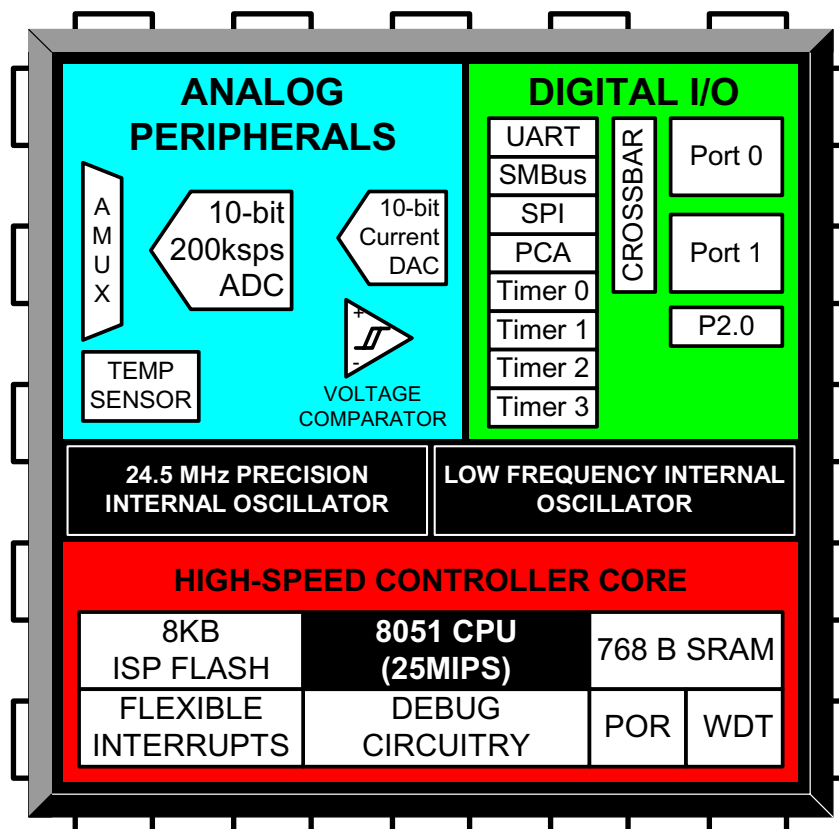 ANALOG
PERIPHERALS
A
M
U
X
10-bit
200ksps
ADC
10-bit
Current
DAC
+
-
TEMP
SENSOR
VOLTAGE
COMPARATOR
DIGITAL I/O
UART
SMBus
SPI
PCA
Timer 0
Timer 1
Timer 2
Timer 3
CROSSBAR
Port 0
Port 1
P2.0
24.5 MHz PRECISION
INTERNAL OSCILLATOR
LOW FREQUENCY INTERNAL
OSCILLATOR
HIGH-SPEED CONTROLLER CORE
8KB
ISP FLASH
8051 CPU
(25MIPS)
768 B SRAM
FLEXIBLE
INTERRUPTS
DEBUG
CIRCUITRY
POR
WDT